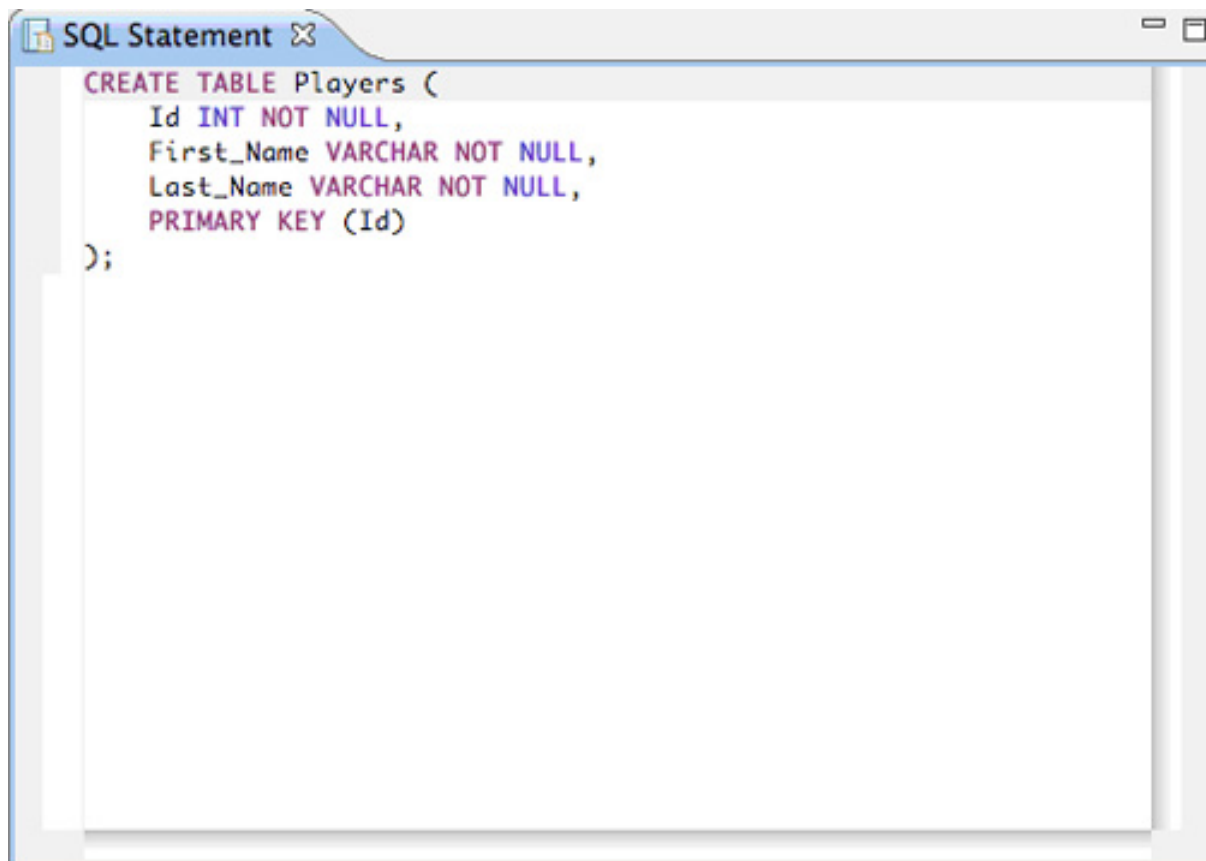 SQL Statement
CREATE TABLE Players (
    Id INT NOT NULL,
    First_Name VARCHAR NOT NULL,
    Last_Name VARCHAR NOT NULL,
    PRIMARY KEY (Id)
);